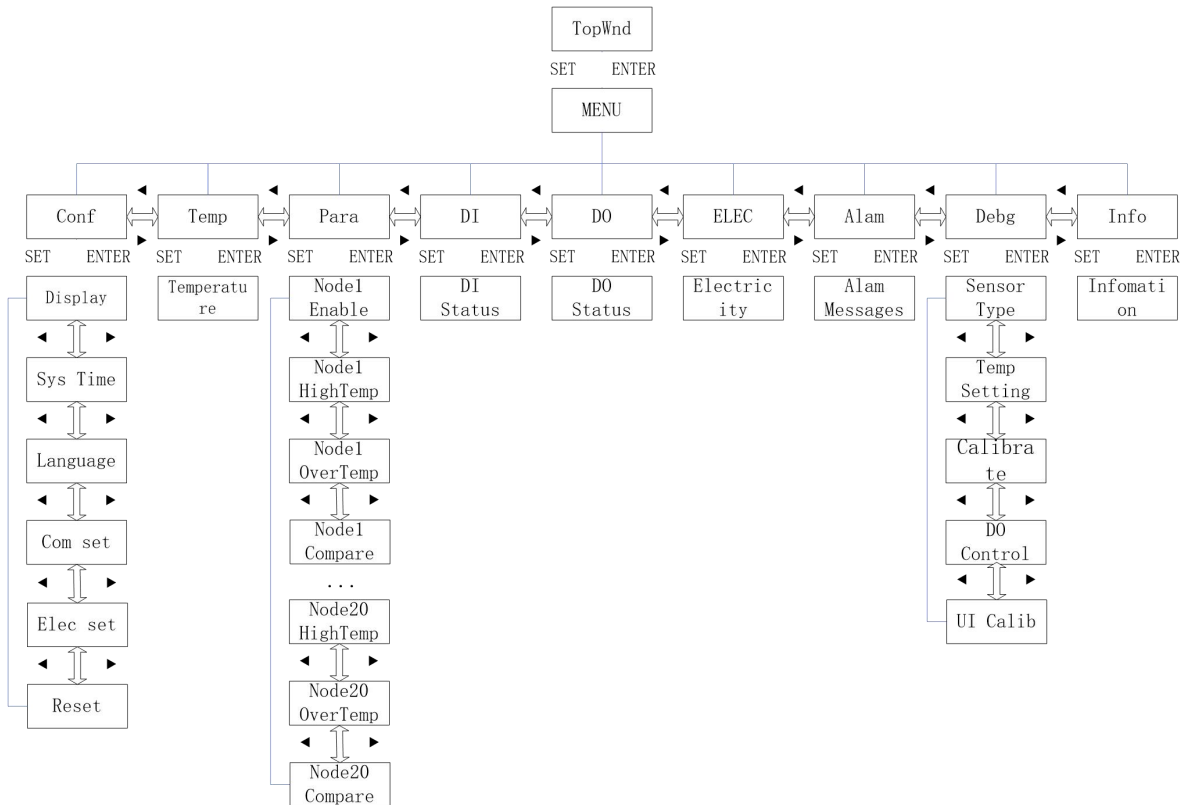 TopWnd
SET ENTER
MENU
Conf Temp Para DI DO ELEC Alam Debg Info
SET ENTER SET ENTER SET ENTER SET ENTER SET ENTER SET ENTER SET ENTER SET ENTER SET ENTER
Display
Sys Time
Language
Com set
Elec set
Reset
Temperatu
re
Node1
Enable
Node1
HighTemp
Node1
OverTemp
Node1
Compare
...
Node20
HighTemp
Node20
OverTemp
Node20
Compare
DI
Status
DO
Status
Electric
ity
Alam
Messages
Sensor
Type
Temp
Setting
Calibra
te
DO
Control
UI Calib
Infomati
on